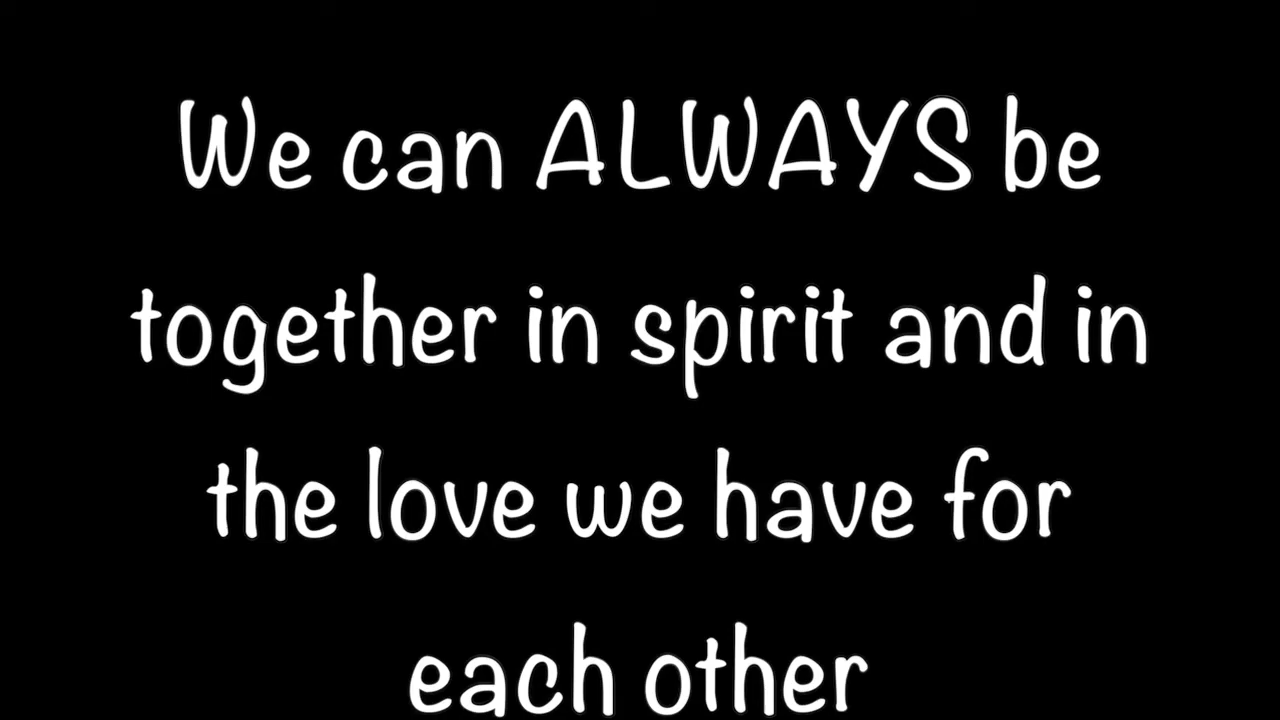 We can ALWAYS be
together in spirit and in
the love we have for
each other